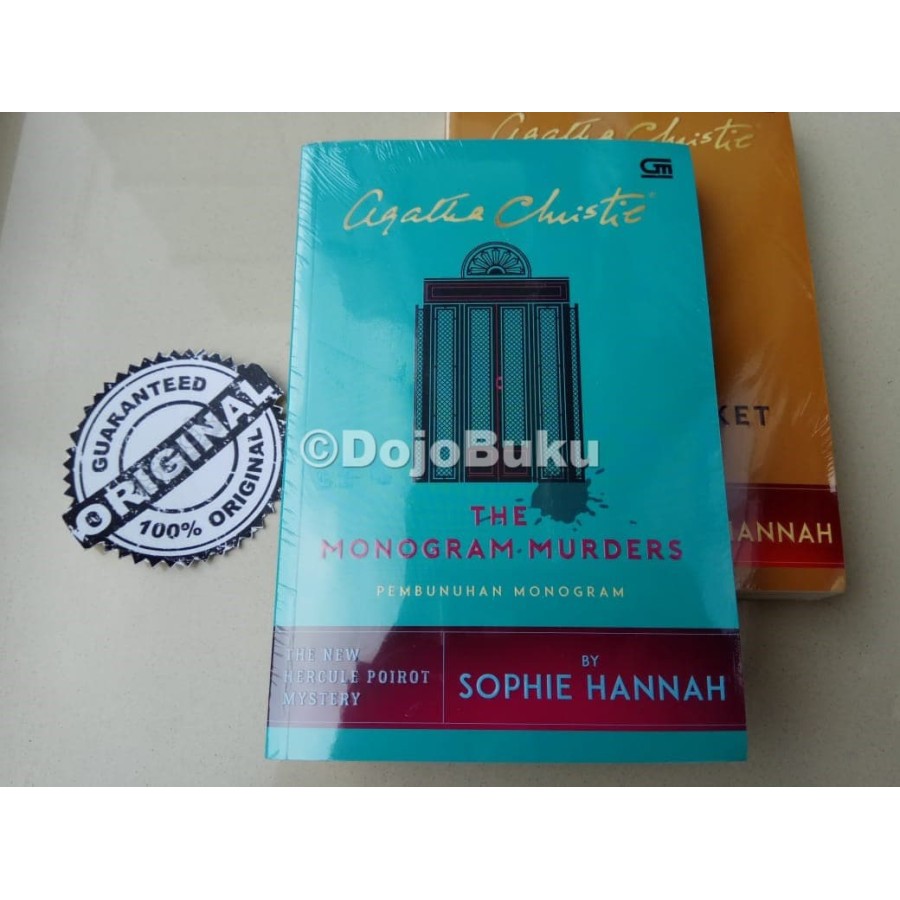 Agatha Christie®
GM
Agatha Christie®
THE
MONOGRAM MURDERS
PEMBUNUHAN MONOGRAM
THE NEW
HERCULE POIROT
MYSTERY
BY
SOPHIE HANNAH
KET
HANNAH
GUARANTEED
ORIGINAL
100% ORIGINAL
©DojoBuku